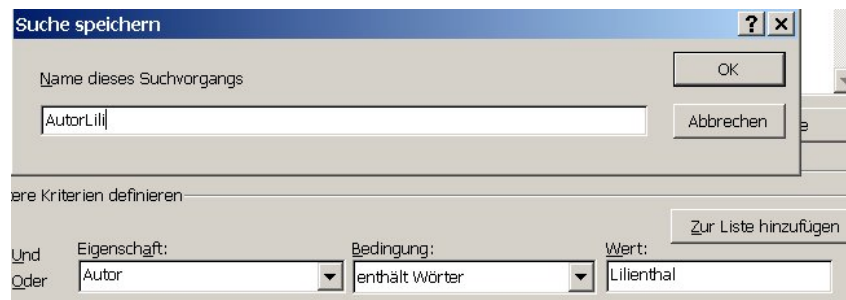 Suche speichern
Name dieses Suchvorgangs
OK
AutorLili
Abbrechen
ere Kriterien definieren
Zur Liste hinzufügen
Und
Eigenschaft:
Bedingung:
Wert:
Oder
Autor
enthält Wörter
Lilienthal